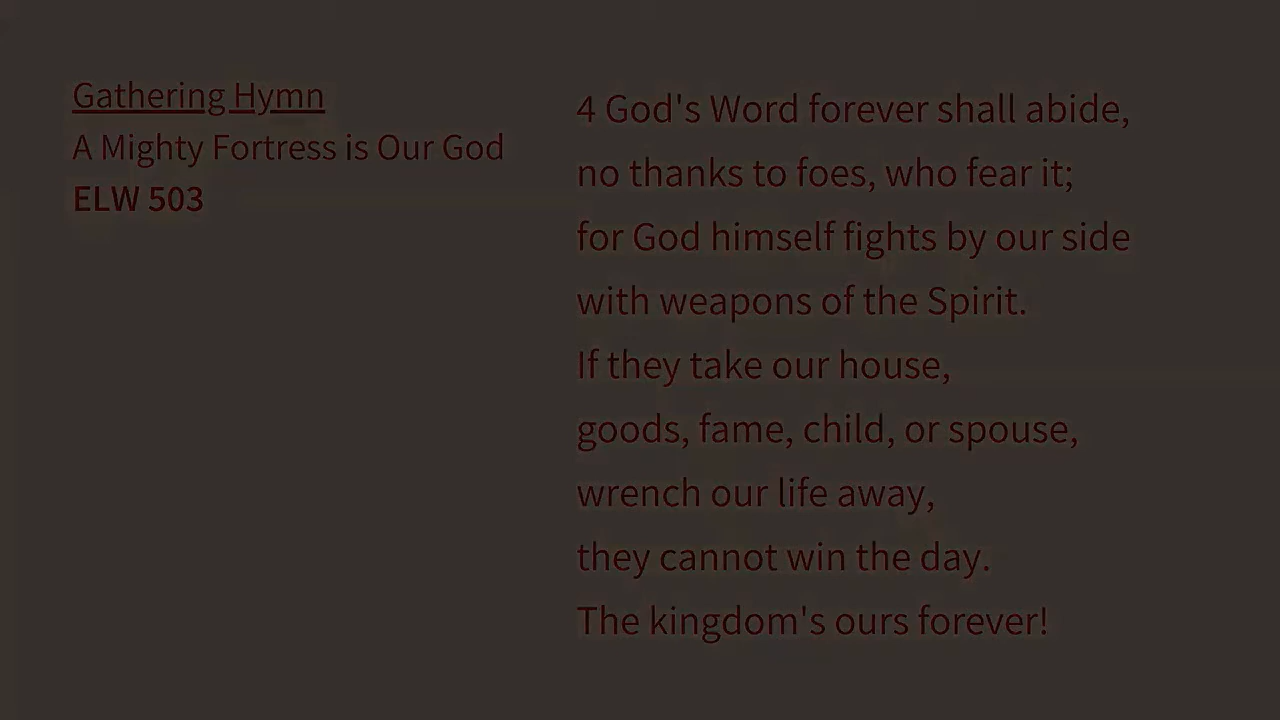 Gathering Hymn
A Mighty Fortress is Our God
ELW 503
4 God's Word forever shall abide,
no thanks to foes, who fear it;
for God himself fights by our side
with weapons of the Spirit.
If they take our house,
goods, fame, child, or spouse,
wrench our life away,
they cannot win the day.
The kingdom's ours forever!